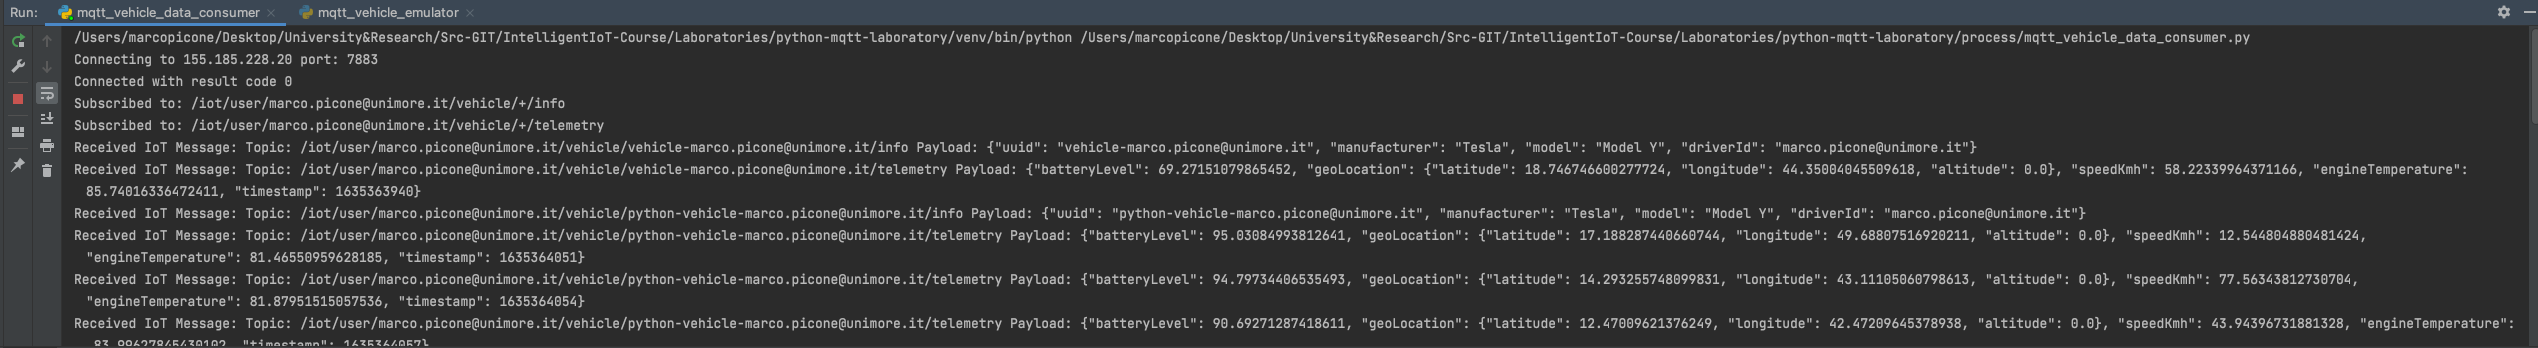 Run: mqtt_vehicle_data_consumer mqtt_vehicle_emulator
/Users/marcopicone/Desktop/University&Research/Src-GIT/IntelligentIoT-Course/Laboratories/python-mqtt-laboratory/venv/bin/python /Users/marcopicone/Desktop/University&Research/Src-GIT/IntelligentIoT-Course/Laboratories/python-mqtt-laboratory/process/mqtt_vehicle_data_consumer.py
Connecting to 155.185.228.20 port: 7883
Connected with result code 0
Subscribed to: /iot/user/marco.picone@unimore.it/vehicle/+/info
Subscribed to: /iot/user/marco.picone@unimore.it/vehicle/+/telemetry
Received IoT Message: Topic: /iot/user/marco.picone@unimore.it/vehicle/vehicle-marco.picone@unimore.it/info Payload: {"uuid": "vehicle-marco.picone@unimore.it", "manufacturer": "Tesla", "model": "Model Y", "driverId": "marco.picone@unimore.it"}
Received IoT Message: Topic: /iot/user/marco.picone@unimore.it/vehicle/vehicle-marco.picone@unimore.it/telemetry Payload: {"batteryLevel": 69.27151079865452, "geoLocation": {"latitude": 18.746746600277724, "longitude": 44.35004045509618, "altitude": 0.0}, "speedKmh": 58.22339964371166, "engineTemperature":
85.74016336472411, "timestamp": 1635363940}
Received IoT Message: Topic: /iot/user/marco.picone@unimore.it/vehicle/python-vehicle-marco.picone@unimore.it/info Payload: {"uuid": "python-vehicle-marco.picone@unimore.it", "manufacturer": "Tesla", "model": "Model Y", "driverId": "marco.picone@unimore.it"}
Received IoT Message: Topic: /iot/user/marco.picone@unimore.it/vehicle/python-vehicle-marco.picone@unimore.it/telemetry Payload: {"batteryLevel": 95.03084993812641, "geoLocation": {"latitude": 17.188287440660744, "longitude": 49.68807516920211, "altitude": 0.0}, "speedKmh": 12.544804880481424,
"engineTemperature": 81.46550959628185, "timestamp": 1635364051}
Received IoT Message: Topic: /iot/user/marco.picone@unimore.it/vehicle/python-vehicle-marco.picone@unimore.it/telemetry Payload: {"batteryLevel": 94.79734406535493, "geoLocation": {"latitude": 14.293255748099831, "longitude": 43.11105060798613, "altitude": 0.0}, "speedKmh": 77.56343812730704,
"engineTemperature": 81.87951515057536, "timestamp": 1635364054}
Received IoT Message: Topic: /iot/user/marco.picone@unimore.it/vehicle/python-vehicle-marco.picone@unimore.it/telemetry Payload: {"batteryLevel": 90.69271287418611, "geoLocation": {"latitude": 12.47009621376249, "longitude": 42.47209645378938, "altitude": 0.0}, "speedKmh": 43.94396731881328, "engineTemperature":
83.99627845430102, "timestamp": 1635364057}